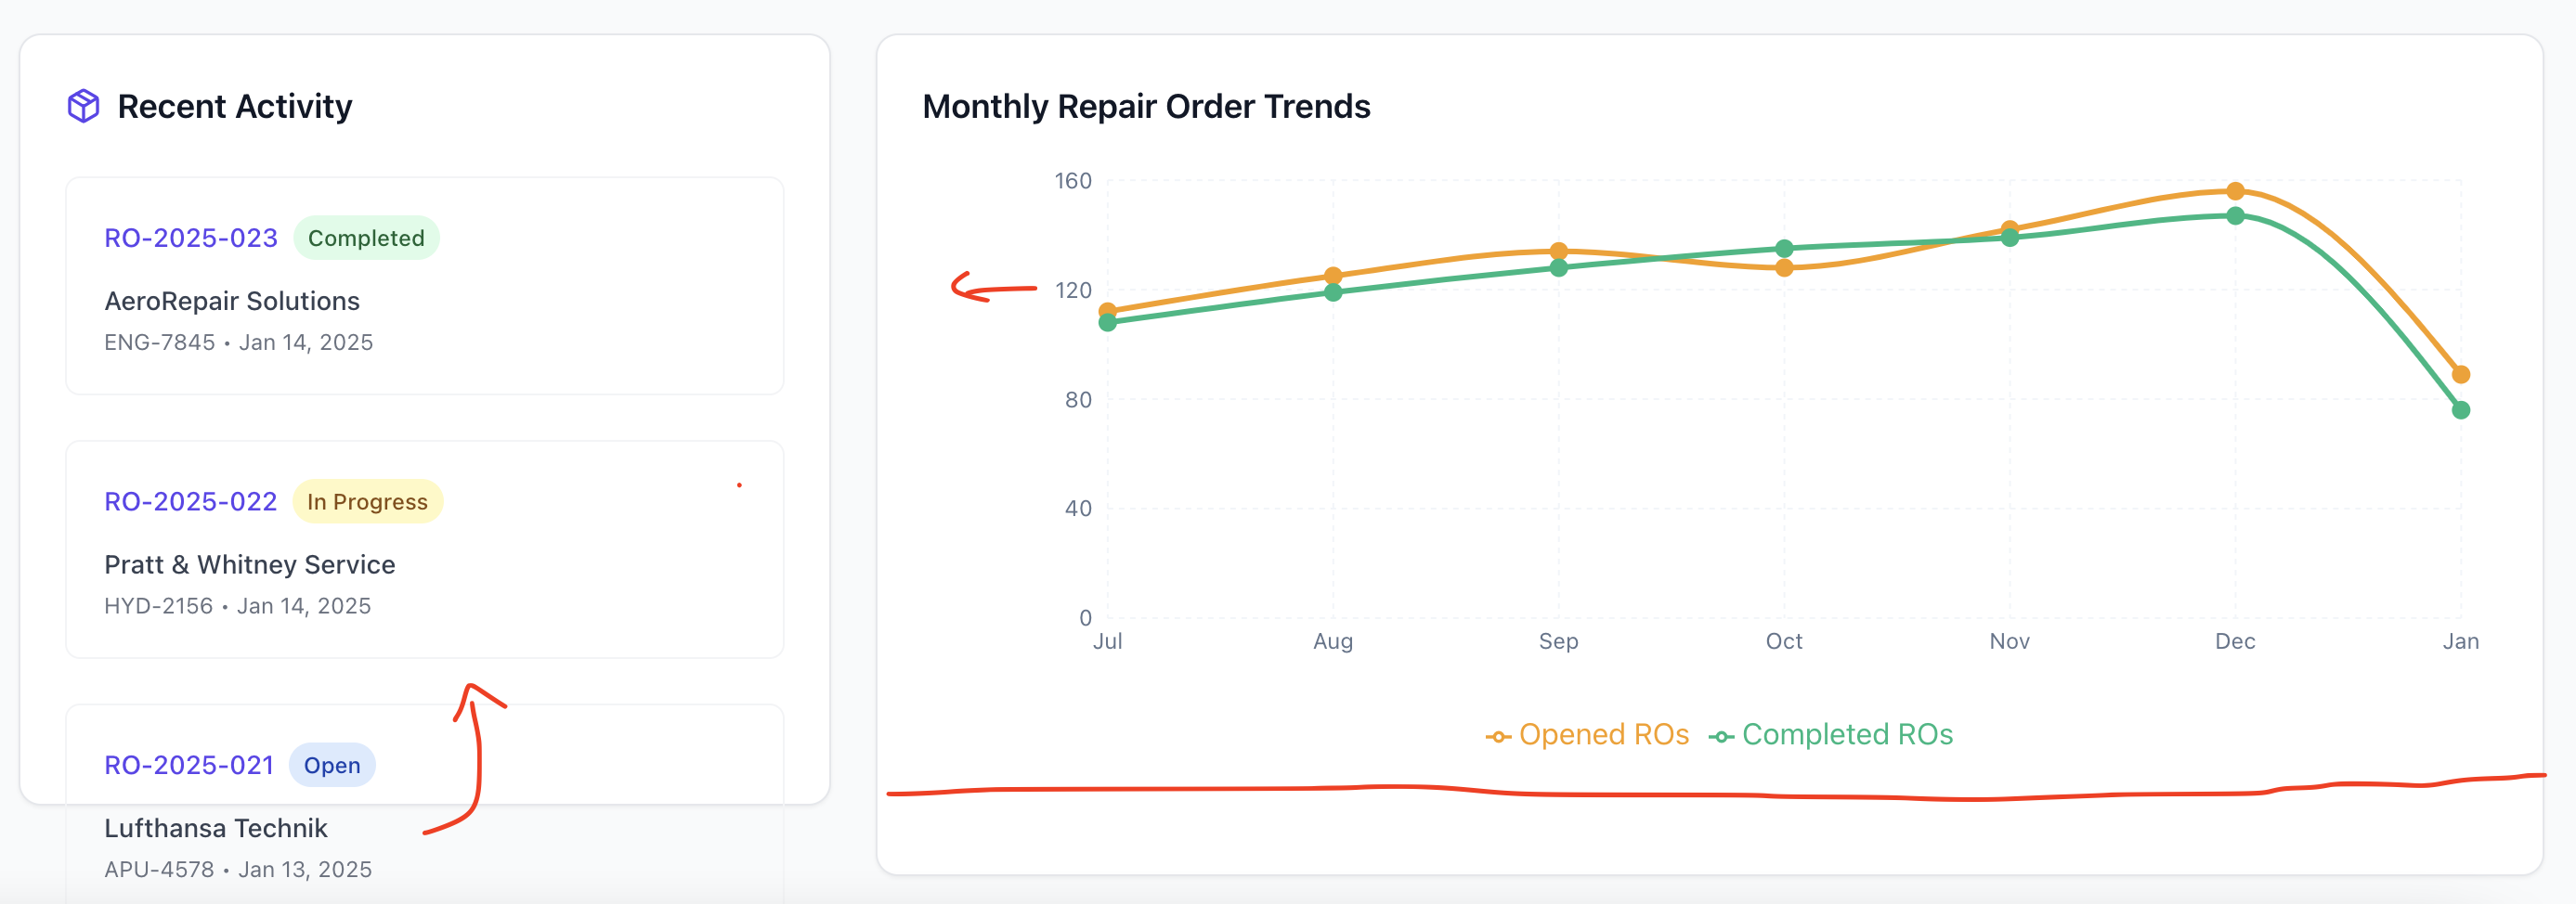 Recent Activity
RO-2025-023 Completed
AeroRepair Solutions
ENG-7845 • Jan 14, 2025
RO-2025-022 In Progress
Pratt & Whitney Service
HYD-2156 • Jan 14, 2025
RO-2025-021 Open
Lufthansa Technik
APU-4578 • Jan 13, 2025
Monthly Repair Order Trends
160
120
80
40
0
Jul Aug Sep Oct Nov Dec Jan
Opened ROs Completed ROs